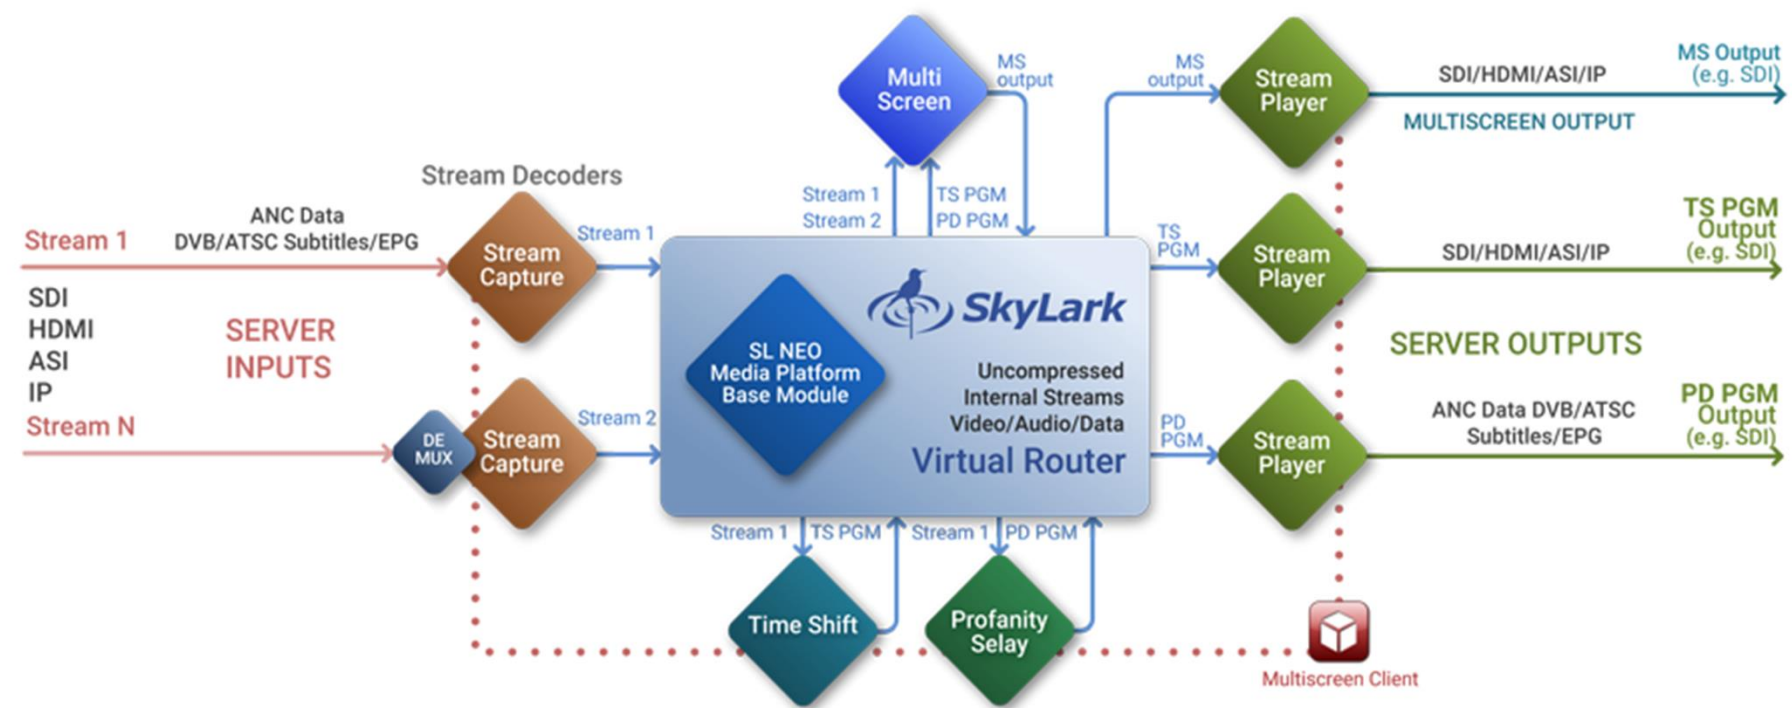 Multi
Screen
MS
output
MS
output
Stream
Player
SDI/HDMI/ASI/IP
MS Output
(e.g. SDI)
MULTISCREEN OUTPUT
Stream Decoders
Stream 1
Stream 2
TS PGM
PD PGM
Stream 1
ANC Data
DVB/ATSC Subtitles/EPG
Stream
Capture
Stream 1
TS
PGM
Stream
Player
SDI/HDMI/ASI/IP
TS PGM
Output
(e.g. SDI)
SDI
HDMI
ASI
IP
SERVER
INPUTS
SkyLark
SL NEO
Media Platform
Base Module
Uncompressed
Internal Streams
Video/Audio/Data
Virtual Router
SERVER OUTPUTS
Stream N
DE
MUX
Stream
Capture
Stream 2
PD
PGM
Stream
Player
ANC Data DVB/ATSC
Subtitles/EPG
PD PGM
Output
(e.g. SDI)
Stream 1
TS PGM
Stream 1
PD PGM
Time Shift
Profanity
Selay
Multiscreen Client